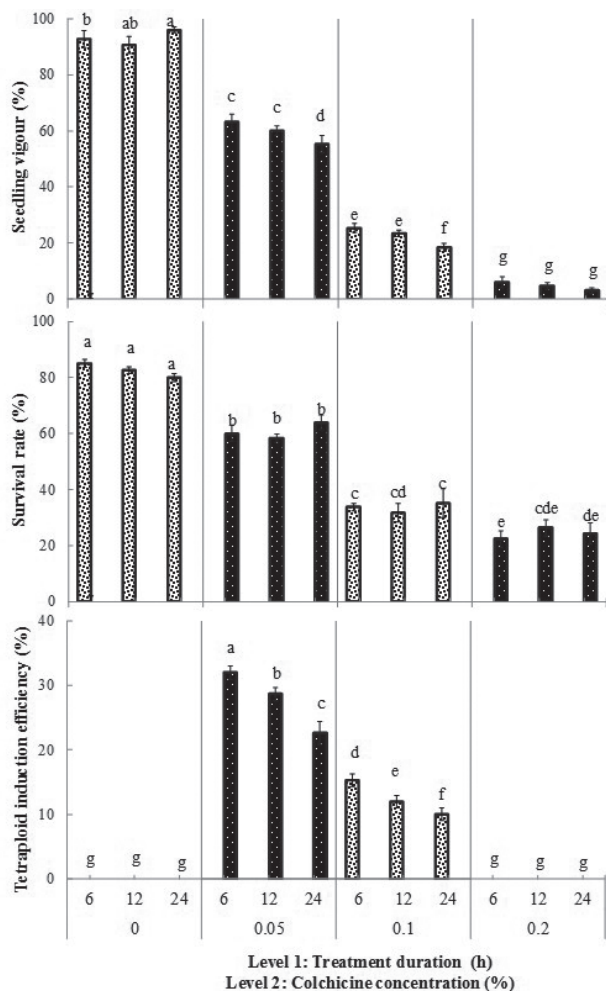 100
80
60
40
20
0
Seedling vigour (%)
b ab a
c c d
e e f
g g g
100
80
60
40
20
0
Survival rate (%)
a a a
b b b
c cd c
e cde de
40
30
20
10
0
Tetraploid induction efficiency (%)
g g g
a b c
d e f
g g g
6 12 24 6 12 24 6 12 24 6 12 24
0 0.05 0.1 0.2
Level 1: Treatment duration (h)
Level 2: Colchicine concentration (%)